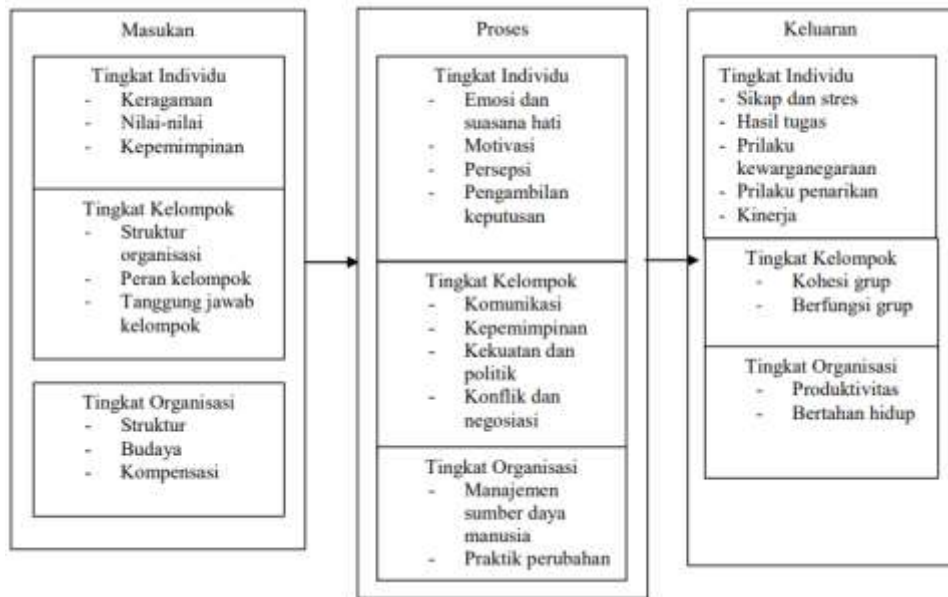 Masukan
Tingkat Individu
- Keragaman
- Nilai-nilai
- Kepemimpinan
Tingkat Kelompok
- Struktur
organisasi
- Peran kelompok
- Tanggung jawab
kelompok
Tingkat Organisasi
- Struktur
- Budaya
- Kompensasi
Proses
Tingkat Individu
- Emosi dan
suasana hati
- Motivasi
- Persepsi
- Pengambilan
keputusan
Tingkat Kelompok
- Komunikasi
- Kepemimpinan
- Kekuatan dan
politik
- Konflik dan
negosiasi
Tingkat Organisasi
- Manajemen
sumber daya
manusia
- Praktik perubahan
Keluaran
Tingkat Individu
- Sikap dan stres
- Hasil tugas
- Prilaku
kewarganegaraan
- Prilaku penarikan
- Kinerja
Tingkat Kelompok
- Kohesi grup
- Berfungsi grup
Tingkat Organisasi
- Produktivitas
- Bertahan hidup